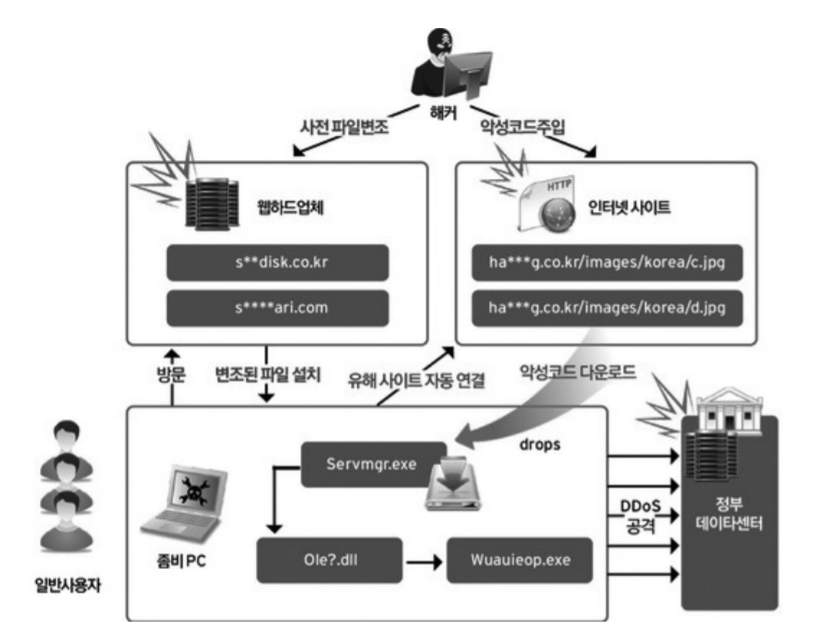 해커
사전 파일변조
악성코드주입
웹하드업체
s**disk.co.kr
s****ari.com
HTTP
인터넷 사이트
ha***g.co.kr/images/korea/c.jpg
ha***g.co.kr/images/korea/d.jpg
방문
변조된 파일 설치
유해 사이트 자동 연결
악성코드 다운로드
일반사용자
좀비 PC
Servmgr.exe
drops
Ole?.dll
Wuauieop.exe
DDoS
공격
정부
데이타센터